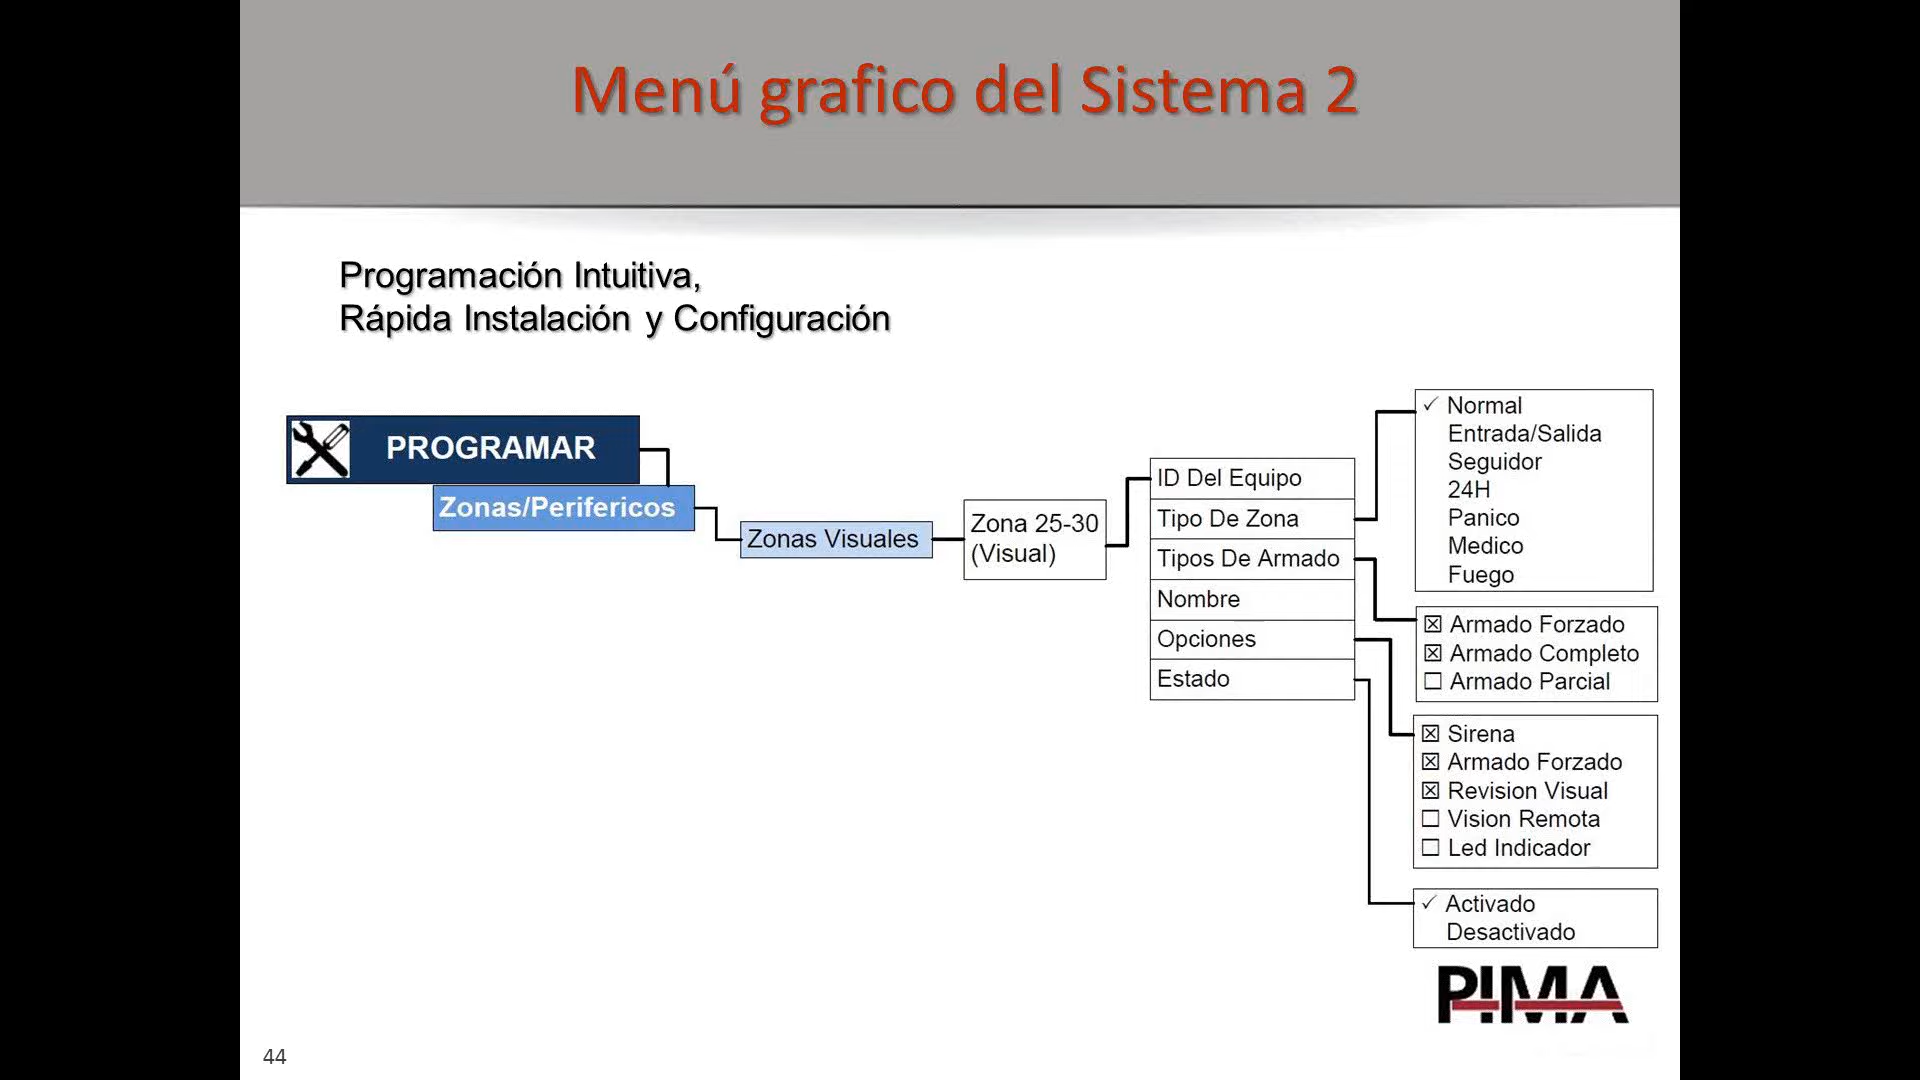 Menú grafico del Sistema 2
Programación Intuitiva,
Rápida Instalación y Configuración
PROGRAMAR
Zonas/Perifericos
Zonas Visuales
Zona 25-30
(Visual)
ID Del Equipo
Tipo De Zona
Tipos De Armado
Nombre
Opciones
Estado
✓ Normal
Entrada/Salida
Seguidor
24H
Panico
Medico
Fuego
☒ Armado Forzado
☒ Armado Completo
☐ Armado Parcial
☒ Sirena
☒ Armado Forzado
☒ Revision Visual
☐ Vision Remota
☐ Led Indicador
✓ Activado
Desactivado
PIMA
44